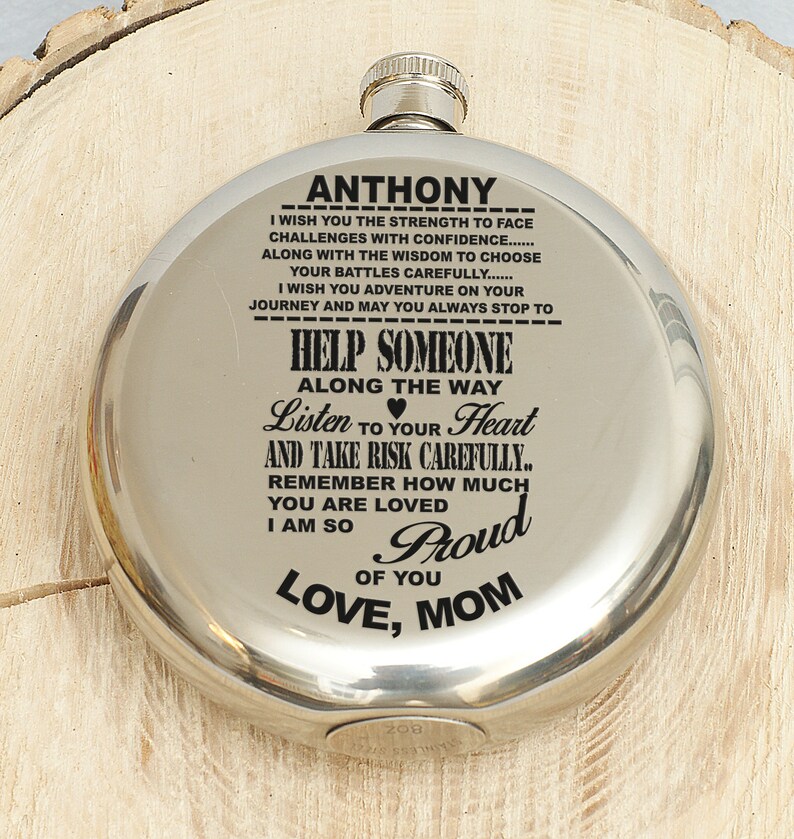 ANTHONY
I WISH YOU THE STRENGTH TO FACE
CHALLENGES WITH CONFIDENCE......
ALONG WITH THE WISDOM TO CHOOSE
YOUR BATTLES CAREFULLY......
I WISH YOU ADVENTURE ON YOUR
JOURNEY AND MAY YOU ALWAYS STOP TO
HELP SOMEONE
ALONG THE WAY
Listen TO YOUR Heart
AND TAKE RISK CAREFULLY..
REMEMBER HOW MUCH
YOU ARE LOVED
I AM SO Proud
OF YOU
LOVE, MOM
8OZ
STAINLESS STEEL